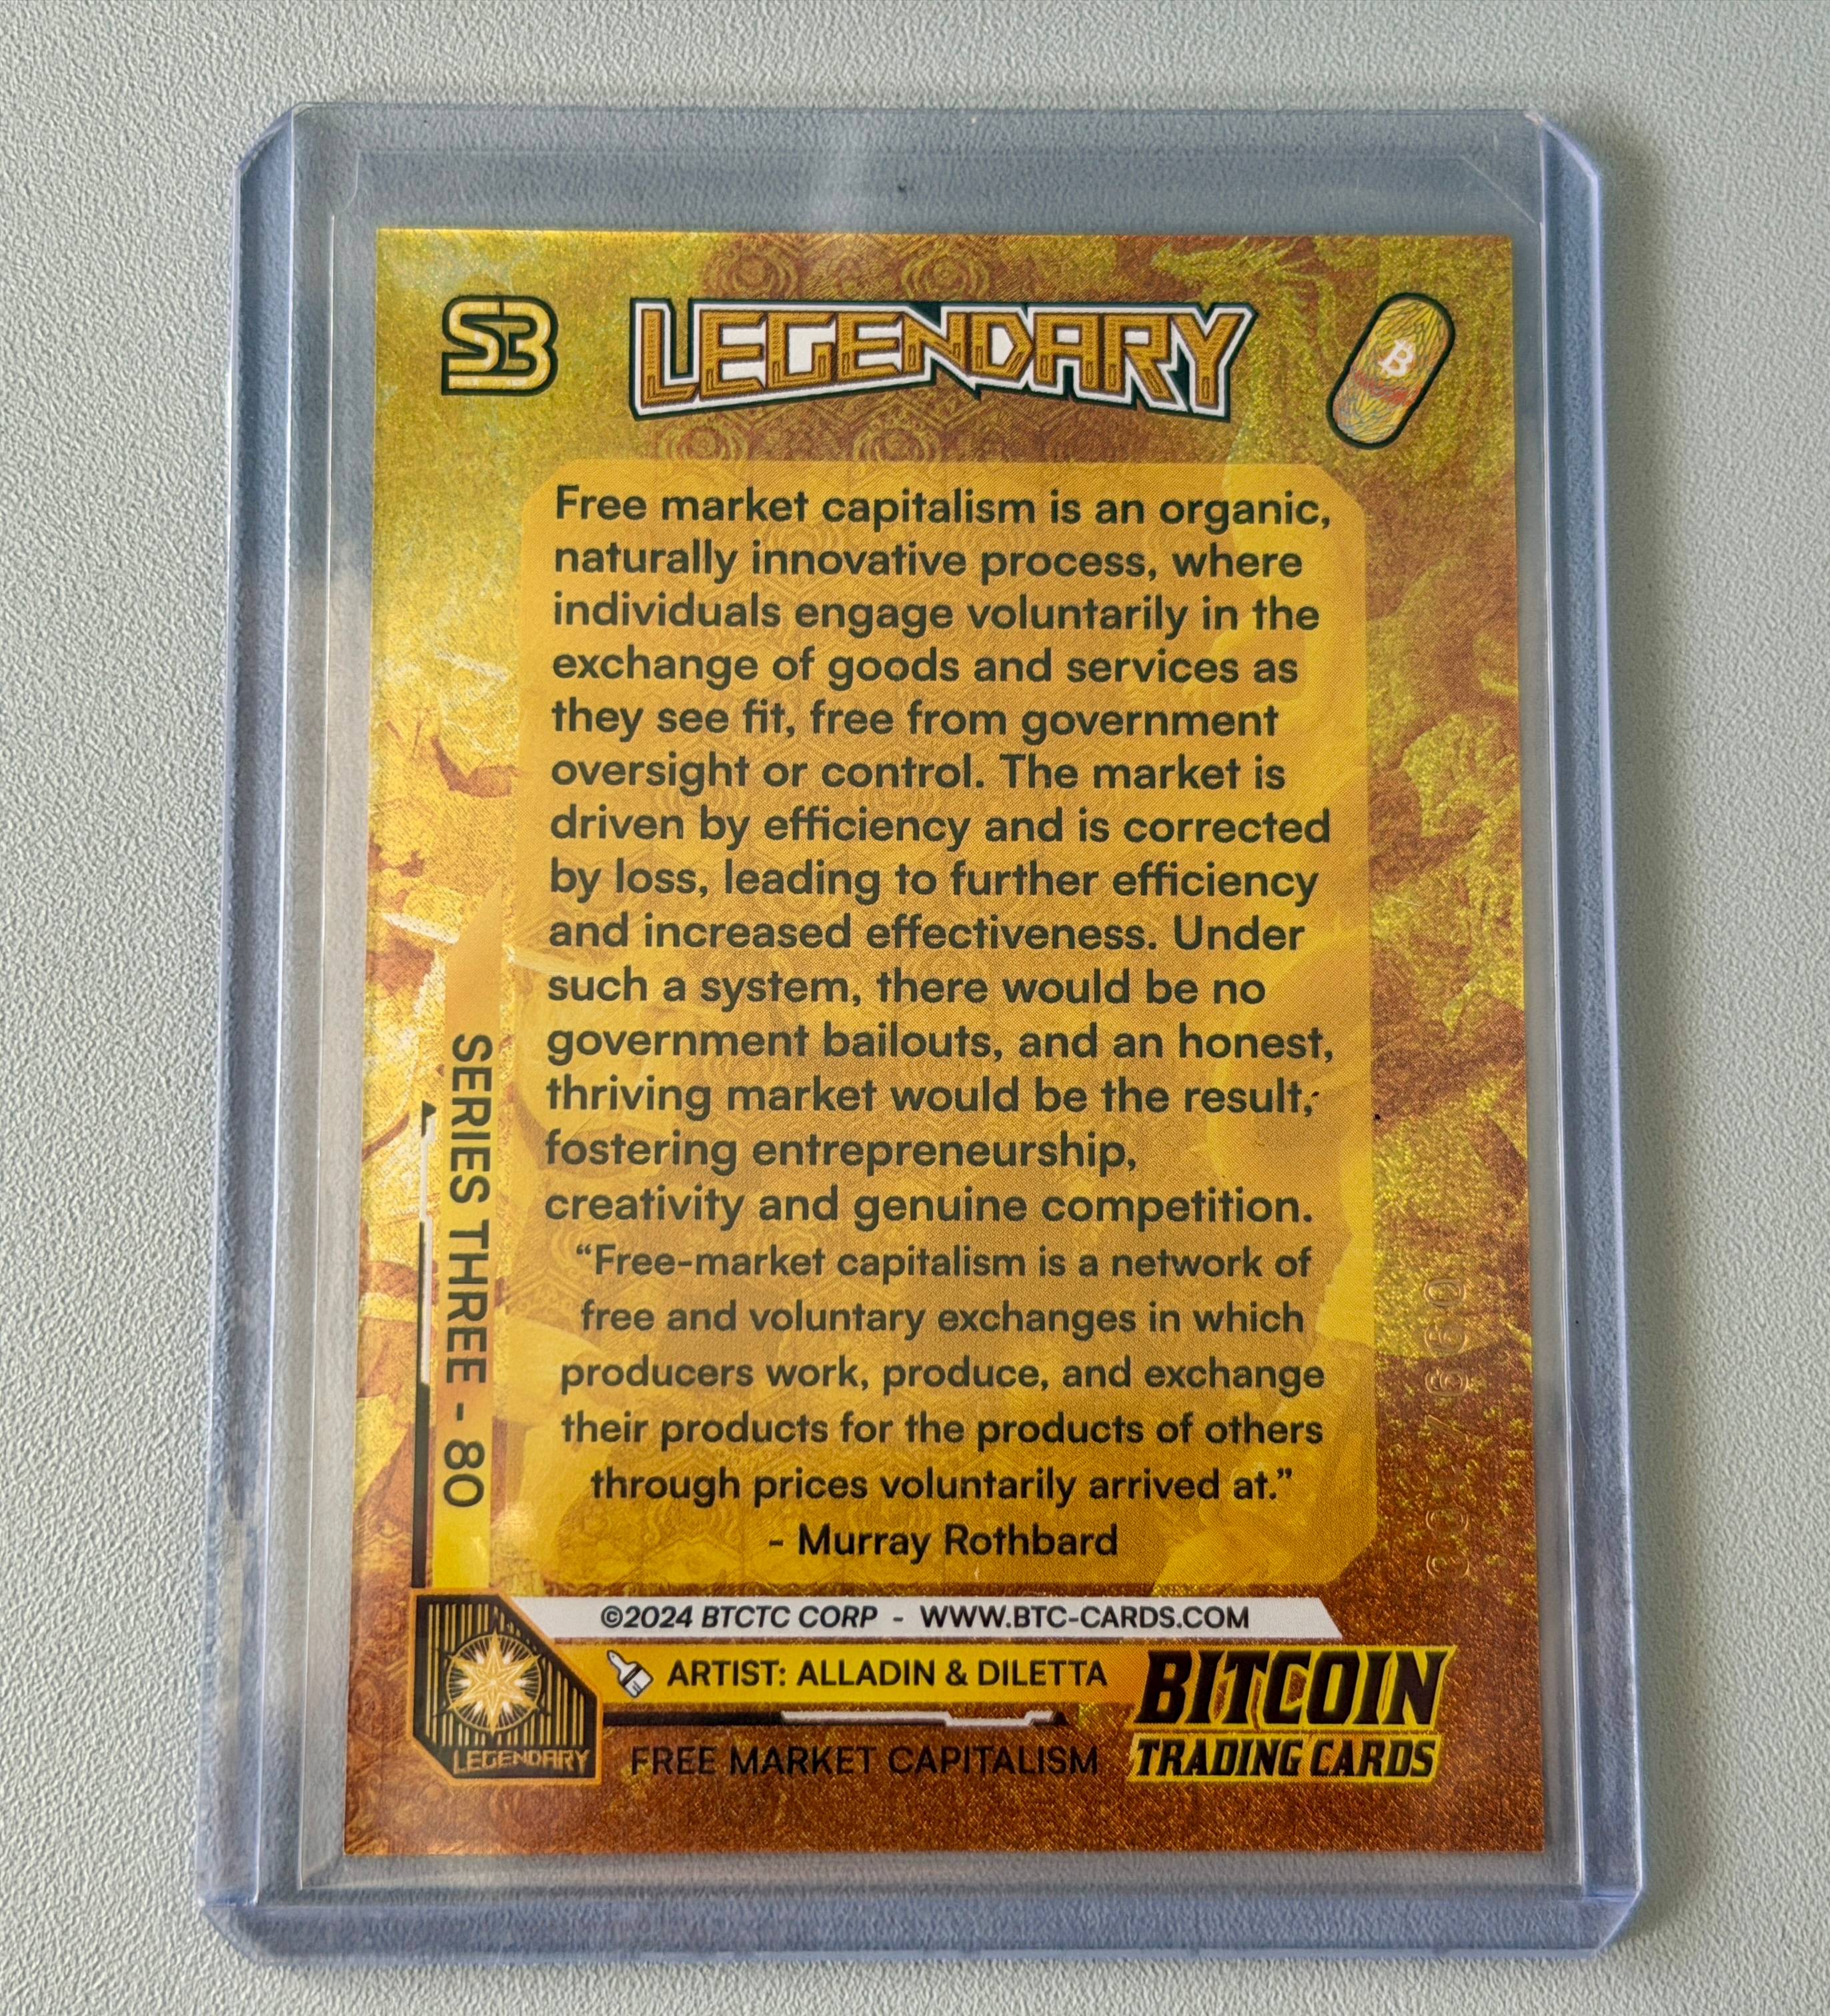 S3
LEGENDARY
₿
Free market capitalism is an organic,
naturally innovative process, where
individuals engage voluntarily in the
exchange of goods and services as
they see fit, free from government
oversight or control. The market is
driven by efficiency and is corrected
by loss, leading to further efficiency
and increased effectiveness. Under
such a system, there would be no
government bailouts, and an honest,
thriving market would be the result,
fostering entrepreneurship,
creativity and genuine competition.
“Free-market capitalism is a network of
free and voluntary exchanges in which
producers work, produce, and exchange
their products for the products of others
through prices voluntarily arrived at.”
- Murray Rothbard
SERIES THREE - 80
©2024 BTCTC CORP - WWW.BTC-CARDS.COM
ARTIST: ALLADIN & DILETTA
LEGENDARY
FREE MARKET CAPITALISM
BITCOIN
TRADING CARDS